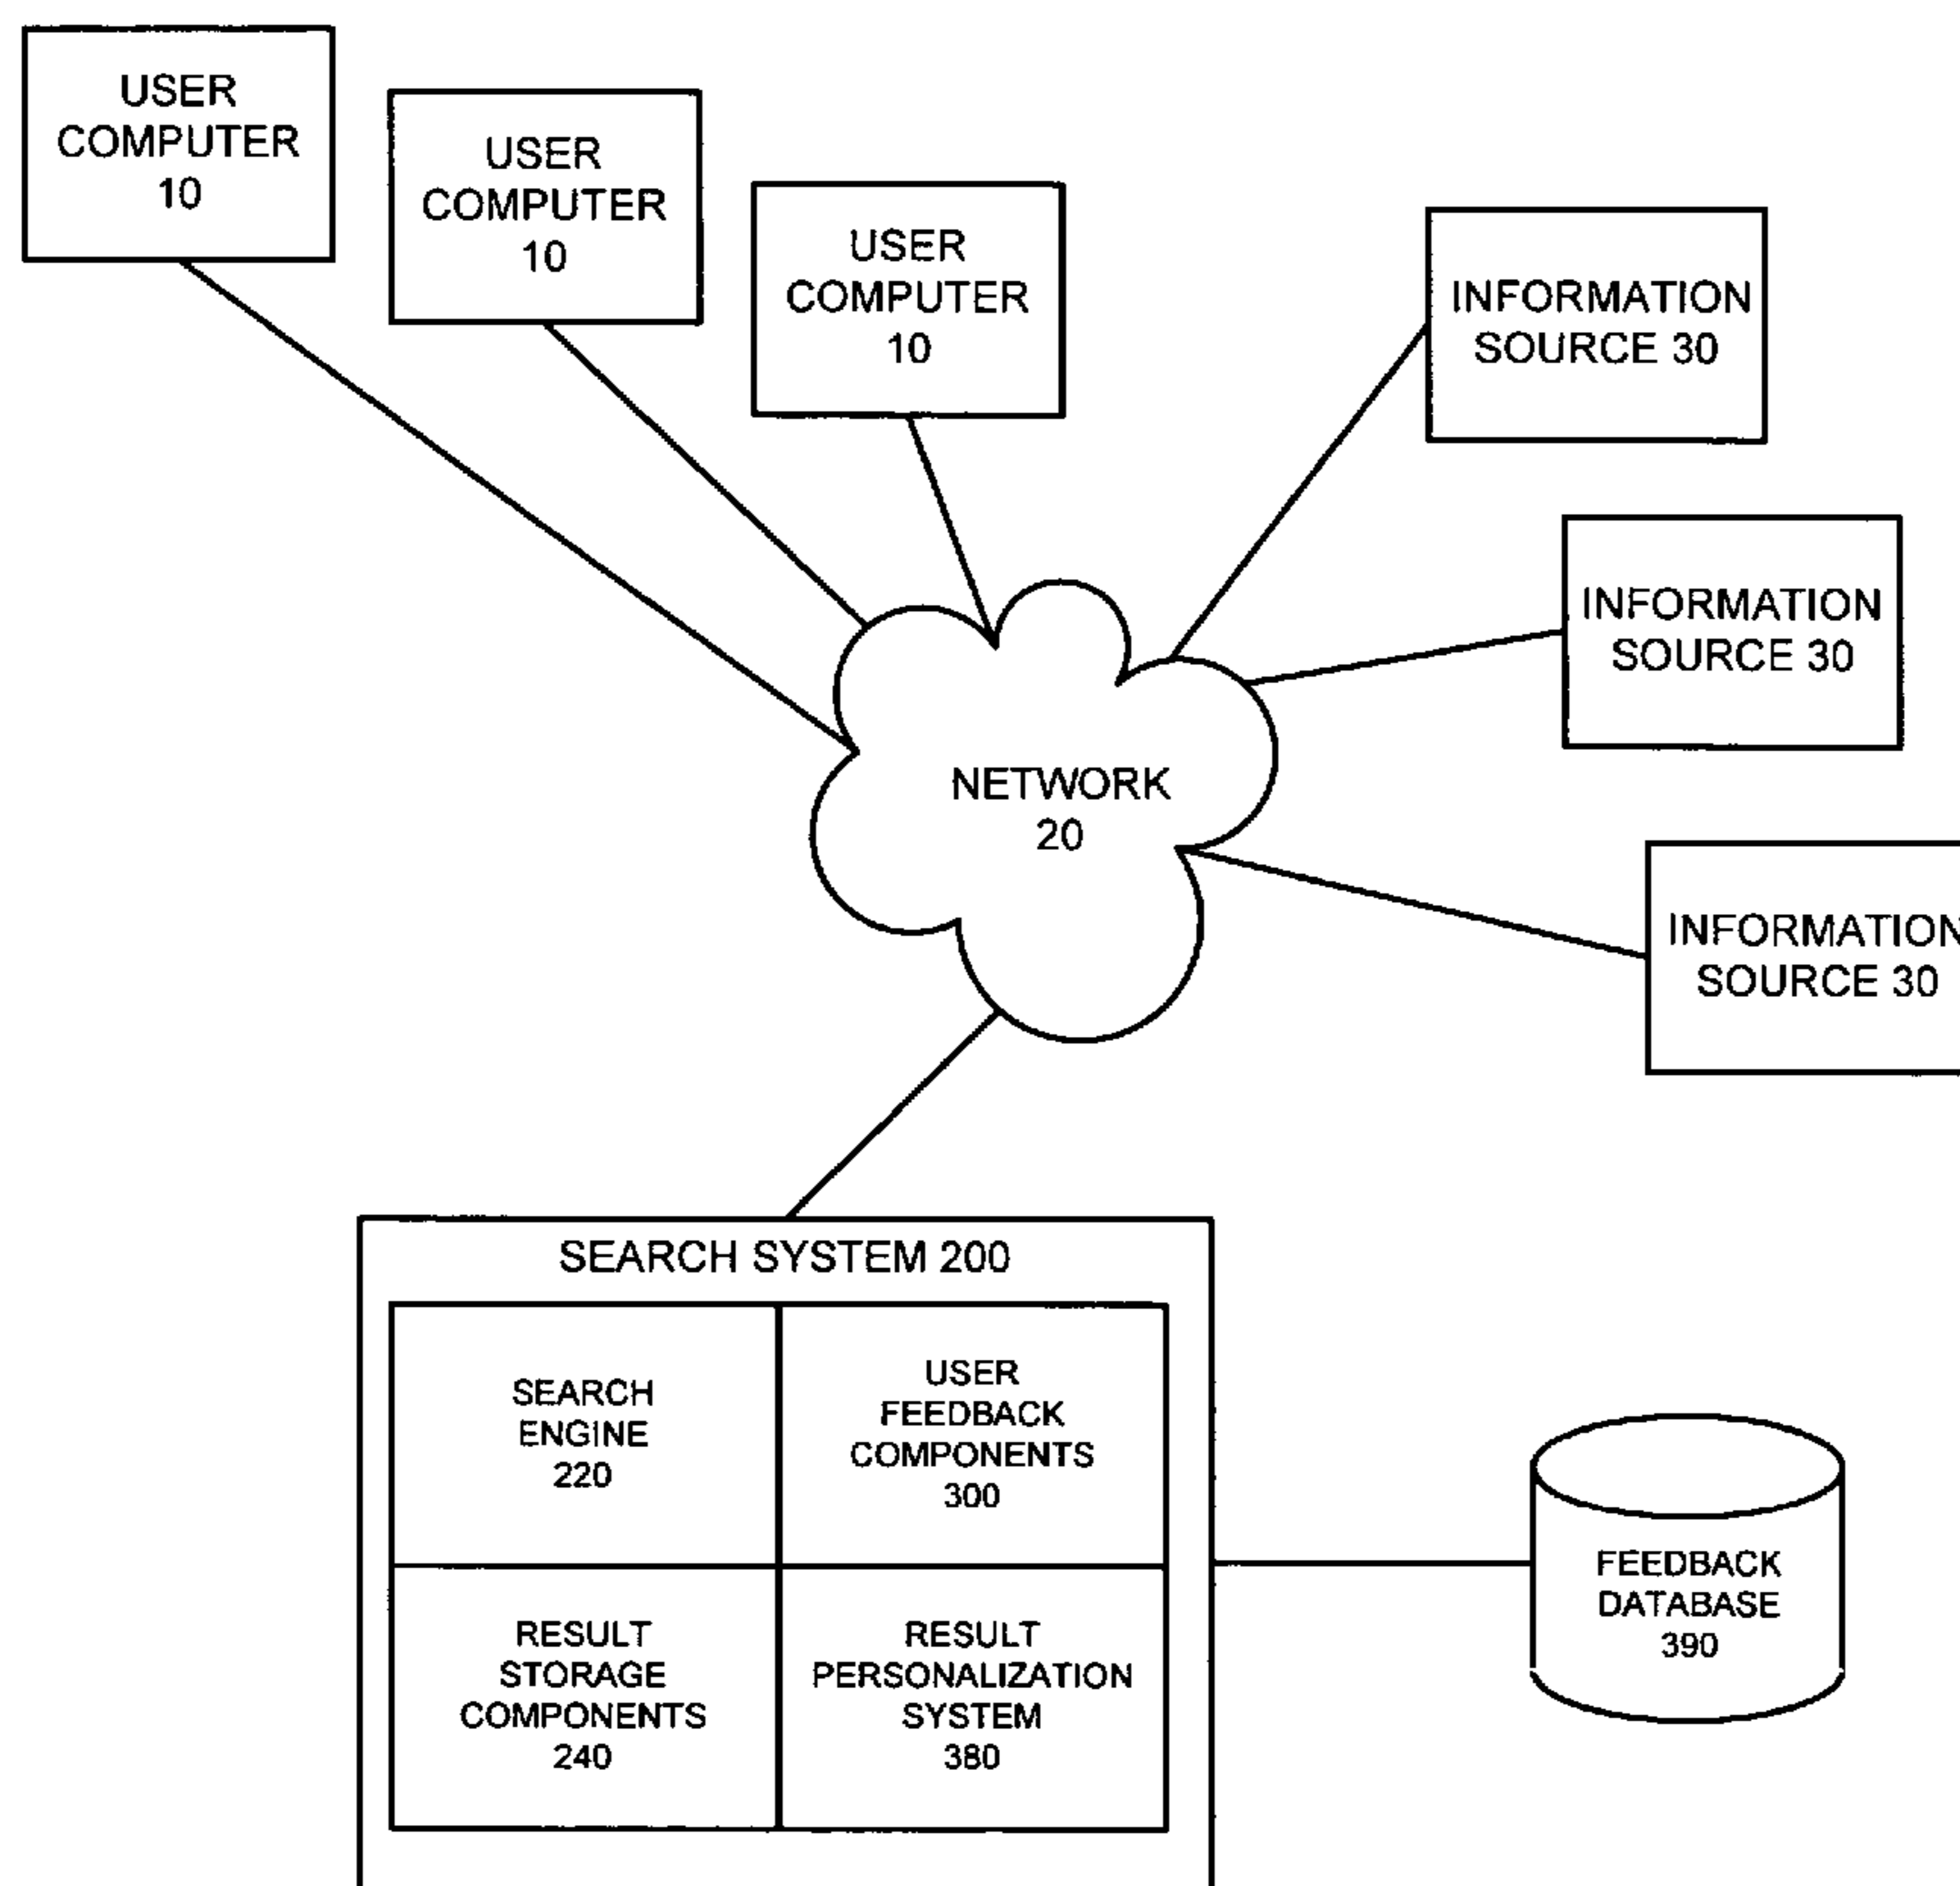 USER
COMPUTER
10
USER
COMPUTER
10
USER
COMPUTER
10
INFORMATION
SOURCE 30
INFORMATION
SOURCE 30
INFORMATION
SOURCE 30
NETWORK
20
SEARCH SYSTEM 200
SEARCH
ENGINE
220
USER
FEEDBACK
COMPONENTS
300
RESULT
STORAGE
COMPONENTS
240
RESULT
PERSONALIZATION
SYSTEM
380
FEEDBACK
DATABASE
390